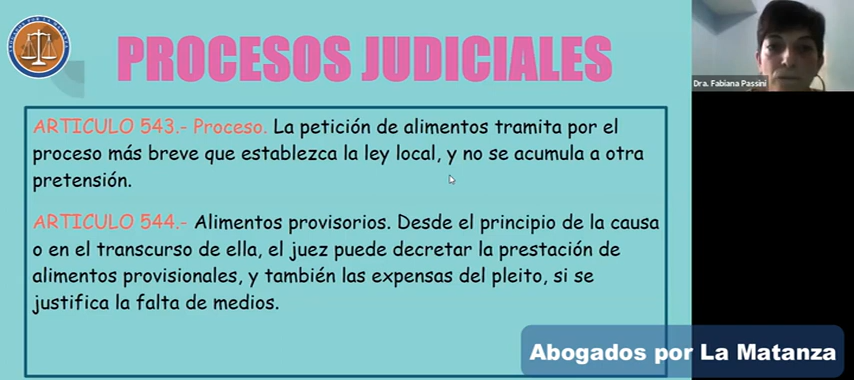 PROCESOS JUDICIALES
Dra. Fabiana Passini
ARTICULO 543.- Proceso. La petición de alimentos tramita por el
proceso más breve que establezca la ley local, y no se acumula a otra
pretensión.
ARTICULO 544.- Alimentos provisorios. Desde el principio de la causa
o en el transcurso de ella, el juez puede decretar la prestación de
alimentos provisionales, y también las expensas del pleito, si se
justifica la falta de medios.
Abogados por La Matanza